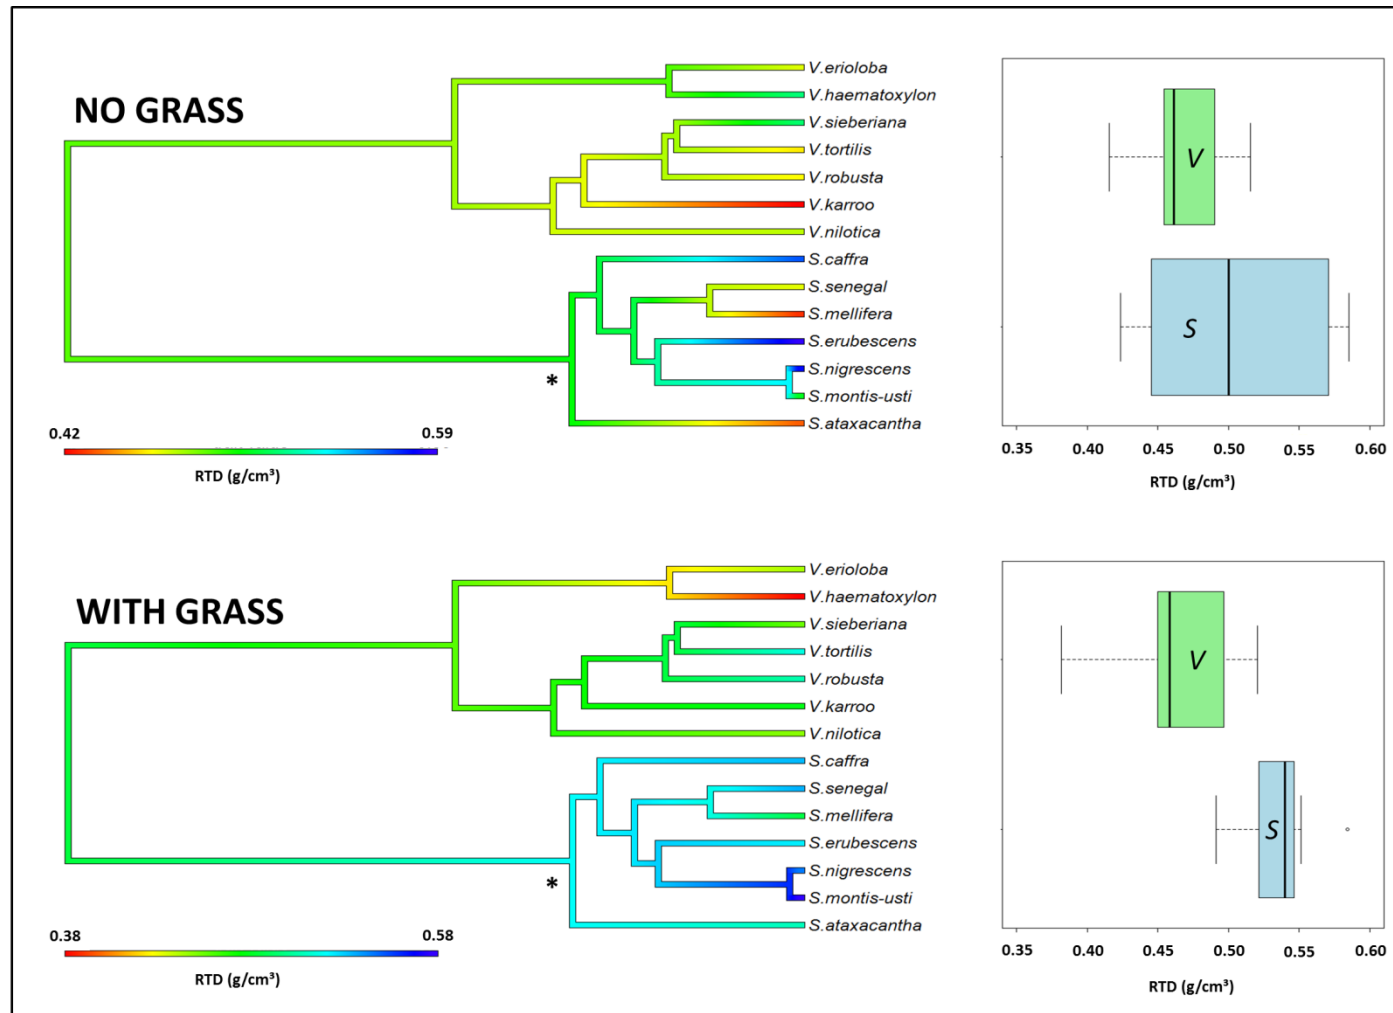 NO GRASS
V.erioloba
V.haematoxylon
V.sieberiana
V.tortilis
V.robusta
V.karroo
V.nilotica
S.caffra
S.senegal
S.mellifera
S.erubescens
S.nigrescens
S.montis-usti
S.ataxacantha
*
0.42 0.59
RTD (g/cm³)
V
S
0.35 0.40 0.45 0.50 0.55 0.60
RTD (g/cm³)
WITH GRASS
V.erioloba
V.haematoxylon
V.sieberiana
V.tortilis
V.robusta
V.karroo
V.nilotica
S.caffra
S.senegal
S.mellifera
S.erubescens
S.nigrescens
S.montis-usti
S.ataxacantha
*
0.38 0.58
RTD (g/cm³)
V
S
0.35 0.40 0.45 0.50 0.55 0.60
RTD (g/cm³)